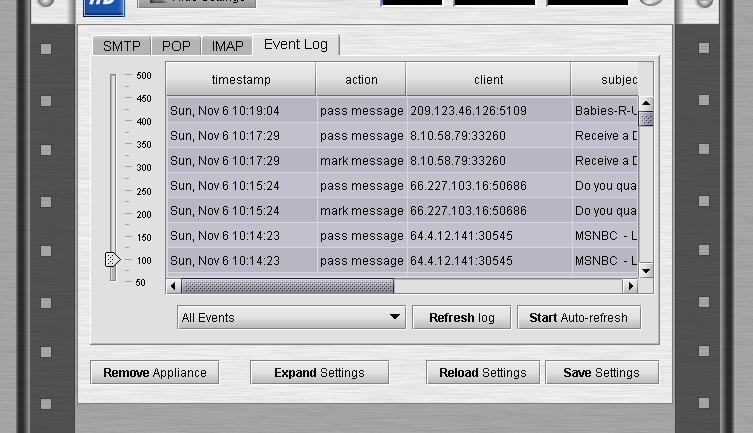 HD
Hide Settings
SMTP POP IMAP Event Log
500
450
400
350
300
250
200
150
100
50
timestamp action client subjec
Sun, Nov 6 10:19:04 pass message 209.123.46.126:5109 Babies-R-U
Sun, Nov 6 10:17:29 pass message 8.10.58.79:33260 Receive a D
Sun, Nov 6 10:17:29 mark message 8.10.58.79:33260 Receive a D
Sun, Nov 6 10:15:24 pass message 66.227.103.16:50686 Do you qua
Sun, Nov 6 10:15:24 mark message 66.227.103.16:50686 Do you qua
Sun, Nov 6 10:14:23 pass message 64.4.12.141:30545 MSNBC - L
Sun, Nov 6 10:14:23 pass message 64.4.12.141:30545 MSNBC - L
All Events Refresh log Start Auto-refresh
Remove Appliance Expand Settings Reload Settings Save Settings